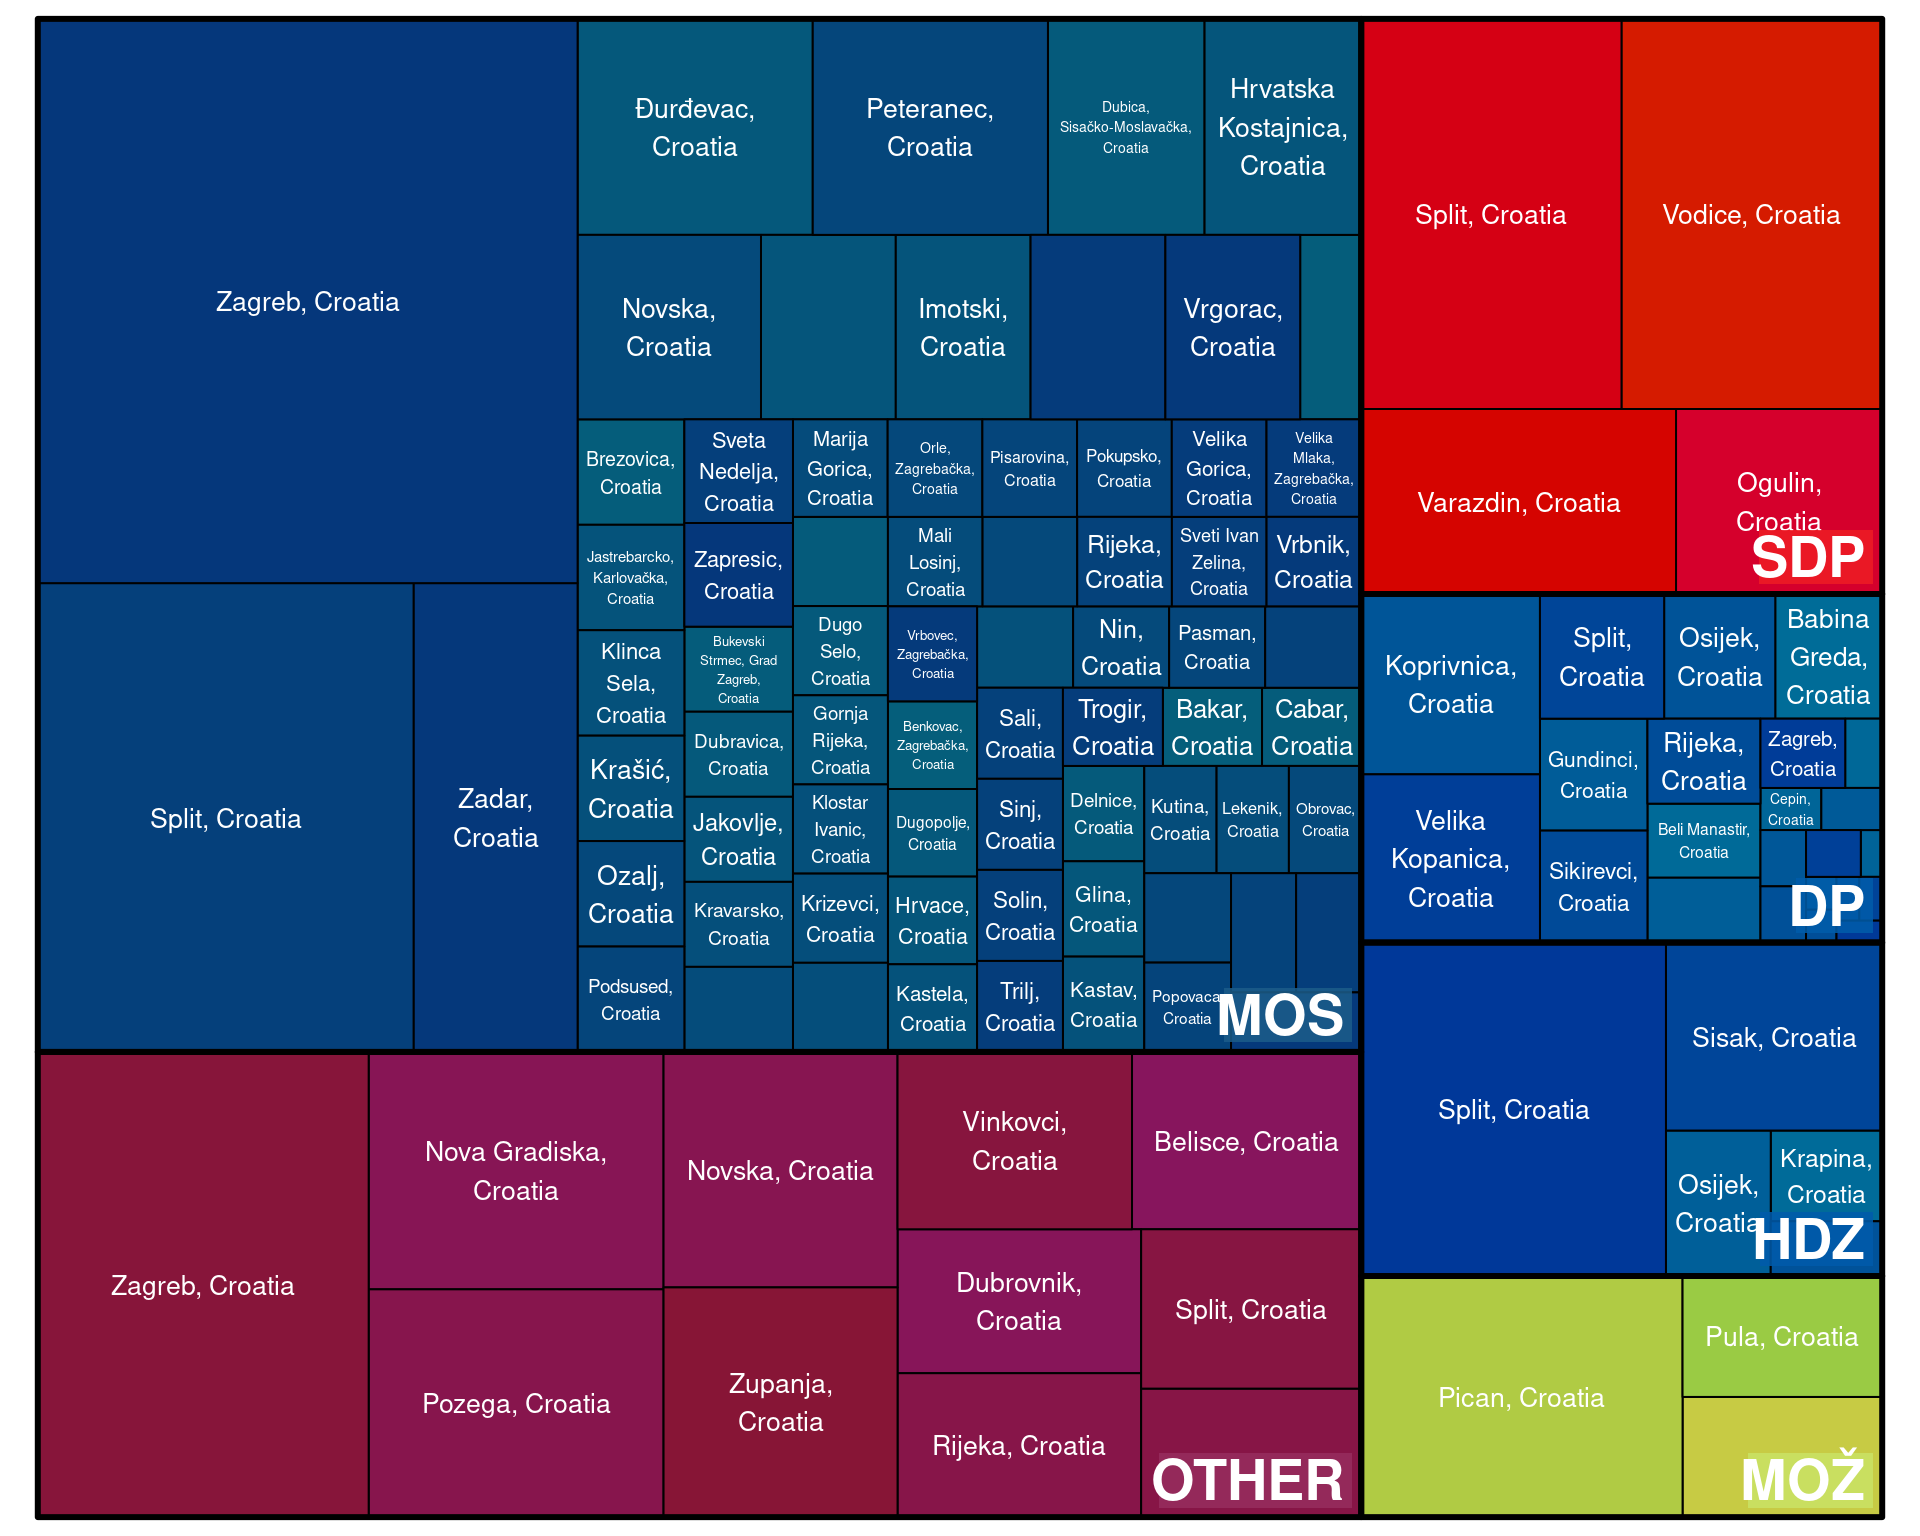 Zagreb, Croatia
Split, Croatia
Zadar,
Croatia
Đurđevac,
Croatia
Peteranec,
Croatia
Dubica,
Sisačko-Moslavačka,
Croatia
Hrvatska
Kostajnica,
Croatia
Novska,
Croatia
Imotski,
Croatia
Vrgorac,
Croatia
Brezovica,
Croatia
Jastrebarcko,
Karlovačka,
Croatia
Klinca
Sela,
Croatia
Krašić,
Croatia
Ozalj,
Croatia
Podsused,
Croatia
Sveta
Nedelja,
Croatia
Zapresic,
Croatia
Bukevski
Strmec, Grad
Zagreb,
Croatia
Dubravica,
Croatia
Jakovlje,
Croatia
Kravarsko,
Croatia
Marija
Gorica,
Croatia
Dugo
Selo,
Croatia
Gornja
Rijeka,
Croatia
Klostar
Ivanic,
Croatia
Krizevci,
Croatia
Orle,
Zagrebačka,
Croatia
Pisarovina,
Croatia
Pokupsko,
Croatia
Velika
Gorica,
Croatia
Velika
Mlaka,
Zagrebačka,
Croatia
Mali
Losinj,
Croatia
Rijeka,
Croatia
Sveti Ivan
Zelina,
Croatia
Vrbnik,
Croatia
Vrbovec,
Zagrebačka,
Croatia
Benkovac,
Zagrebačka,
Croatia
Dugopolje,
Croatia
Hrvace,
Croatia
Kastela,
Croatia
Nin,
Croatia
Pasman,
Croatia
Sali,
Croatia
Sinj,
Croatia
Solin,
Croatia
Trilj,
Croatia
Trogir,
Croatia
Bakar,
Croatia
Cabar,
Croatia
Delnice,
Croatia
Glina,
Croatia
Kastav,
Croatia
Kutina,
Croatia
Lekenik,
Croatia
Obrovac,
Croatia
Popovaca
Croatia
MOS
Zagreb, Croatia
Nova Gradiska,
Croatia
Pozega, Croatia
Novska, Croatia
Zupanja,
Croatia
Vinkovci,
Croatia
Belisce, Croatia
Dubrovnik,
Croatia
Split, Croatia
Rijeka, Croatia
OTHER
Split, Croatia
Vodice, Croatia
Varazdin, Croatia
Ogulin,
Croatia
SDP
Koprivnica,
Croatia
Velika
Kopanica,
Croatia
Split,
Croatia
Osijek,
Croatia
Babina
Greda,
Croatia
Gundinci,
Croatia
Sikirevci,
Croatia
Rijeka,
Croatia
Beli Manastir,
Croatia
Zagreb,
Croatia
Cepin,
Croatia
DP
Split, Croatia
Sisak, Croatia
Osijek,
Croatia
Krapina,
Croatia
HDZ
Pican, Croatia
Pula, Croatia
MOŽ